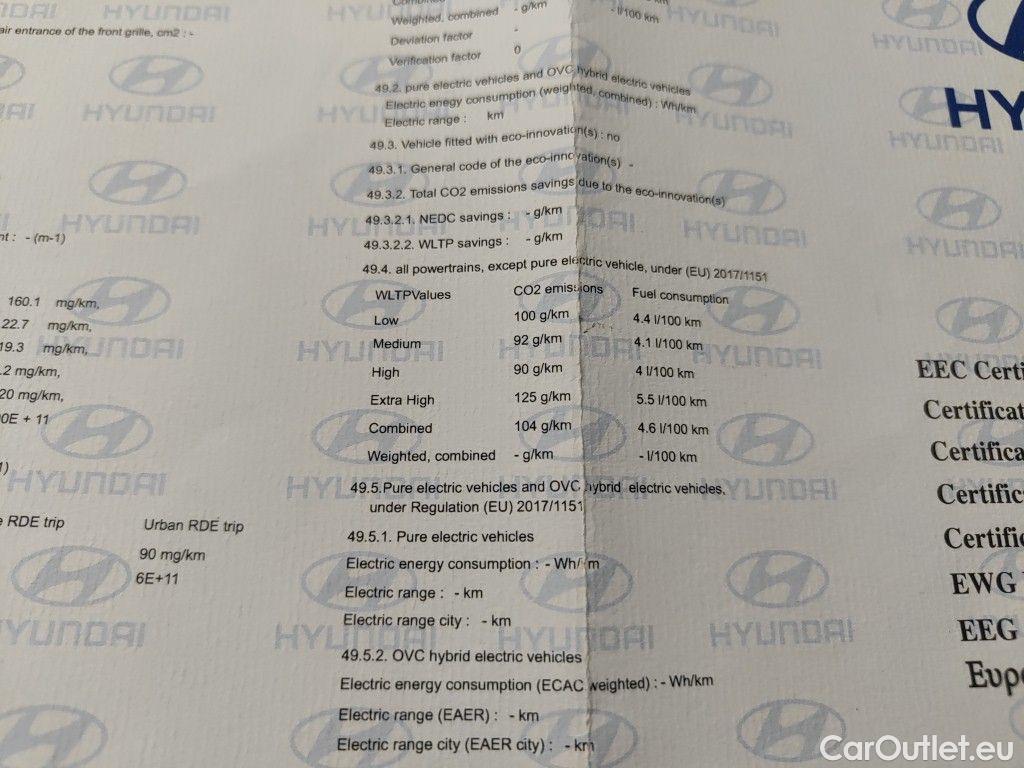 Weighted, combined - g/km - l/100 km
Deviation factor -
Verification factor 0
air entrance of the front grille, cm2 : -
49.2. pure electric vehicles and OVC hybrid electric vehicles
Electric enegy consumption (weighted, combined) : Wh/km
Electric range : km
49.3. Vehicle fitted with eco-innovation(s) : no
49.3.1. General code of the eco-innovation(s) -
49.3.2. Total CO2 emissions savings due to the eco-innovation(s)
49.3.2.1. NEDC savings : - g/km
49.3.2.2. WLTP savings : - g/km
49.4. all powertrains, except pure electric vehicle, under (EU) 2017/1151
WLTPValues CO2 emissions Fuel consumption
Low 100 g/km 4.4 l/100 km
Medium 92 g/km 4.1 l/100 km
High 90 g/km 4 l/100 km
Extra High 125 g/km 5.5 l/100 km
Combined 104 g/km 4.6 l/100 km
Weighted, combined - g/km - l/100 km
49.5.Pure electric vehicles and OVC hybrid electric vehicles,
under Regulation (EU) 2017/1151
49.5.1. Pure electric vehicles
Electric energy consumption : - Wh/km
Electric range : - km
Electric range city : - km
49.5.2. OVC hybrid electric vehicles
Electric energy consumption (ECAC weighted) : - Wh/km
Electric range (EAER) : - km
Electric range city (EAER city) : - km
: - (m-1)
160.1 mg/km,
22.7 mg/km,
19.3 mg/km,
.2 mg/km,
20 mg/km,
0E + 11
RDE trip Urban RDE trip
90 mg/km
6E+11
HY
EEC Certi
Certificat
Certifica
Certific
Certific
EWG
EEG
Ευρ
HYUNDAI
CarOutlet.eu